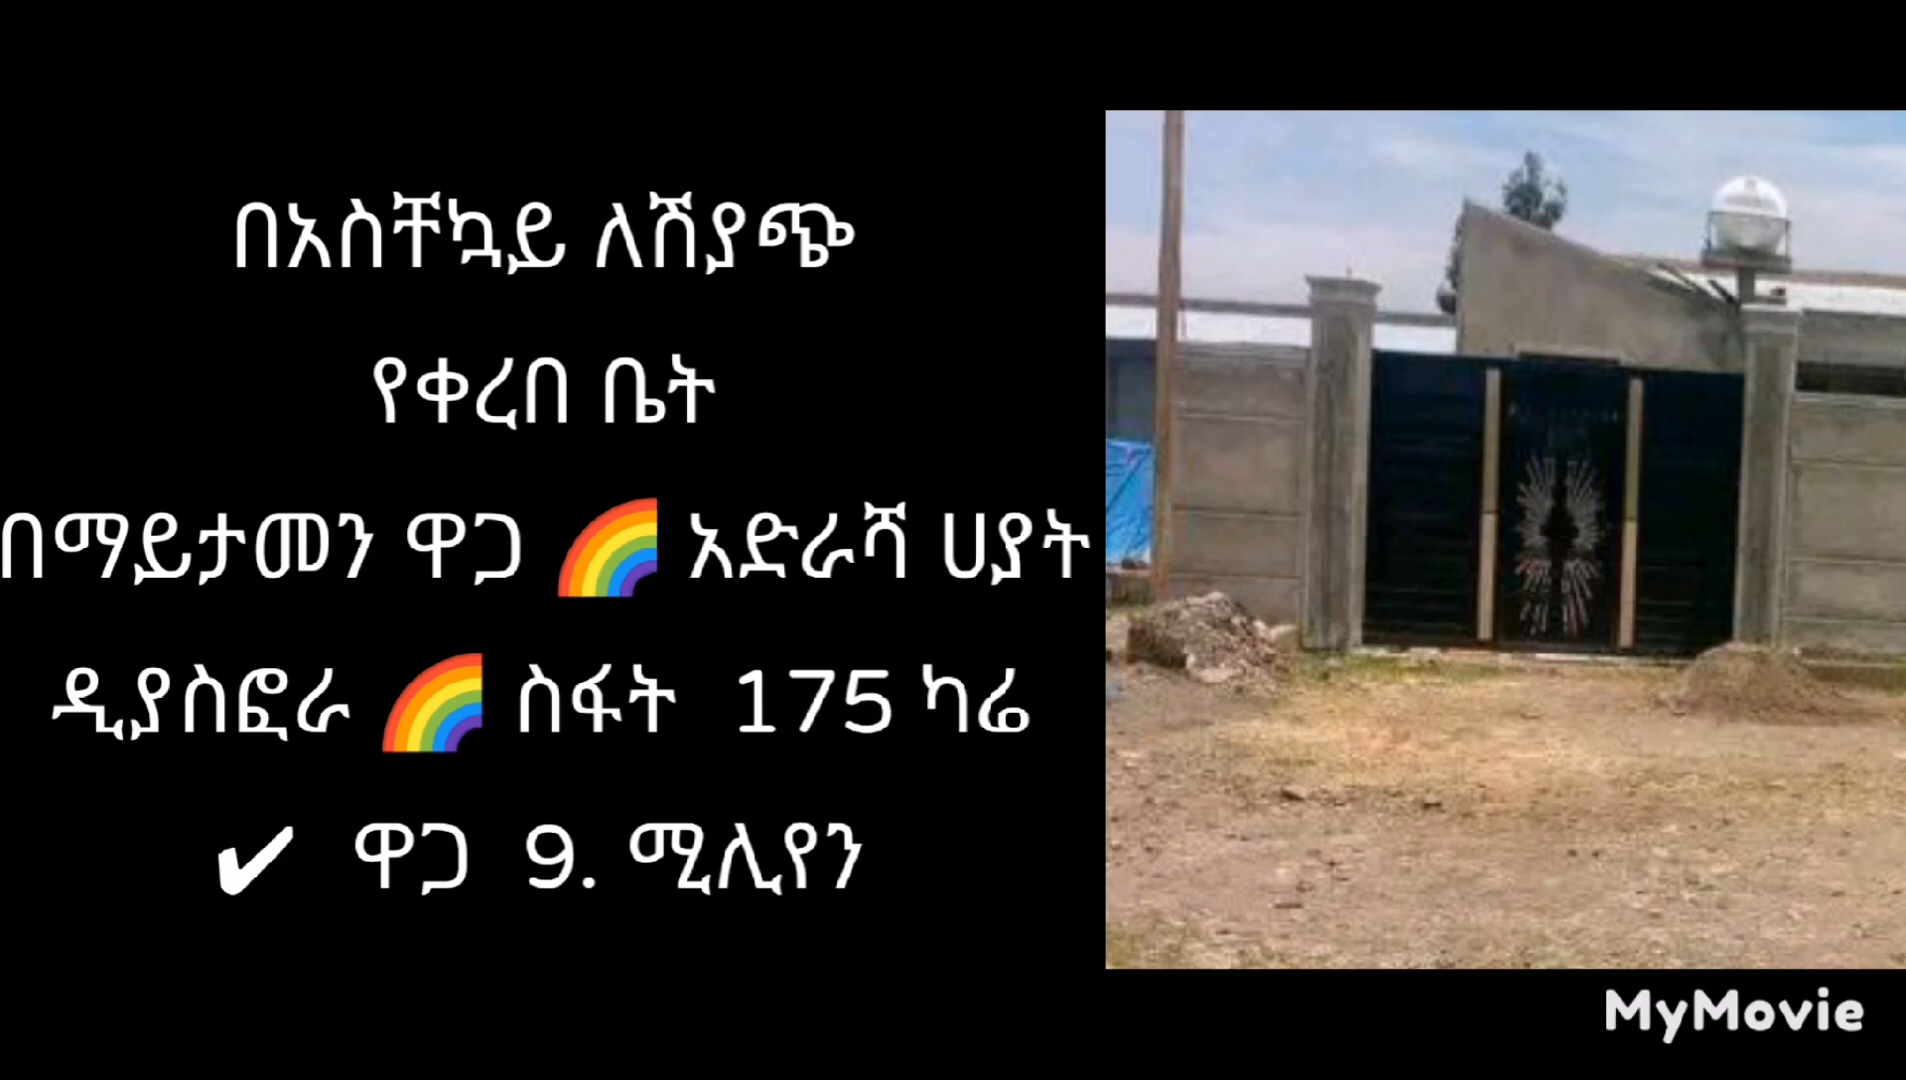 በአስቸኳይ ለሽያጭ
የቀረበ ቤት
በማይታመን ዋጋ 🌈 አድራሻ ሀያት
ዲያስፎራ 🌈 ስፋት 175 ካሬ
✔ ዋጋ 9. ሚሊየን
MyMovie